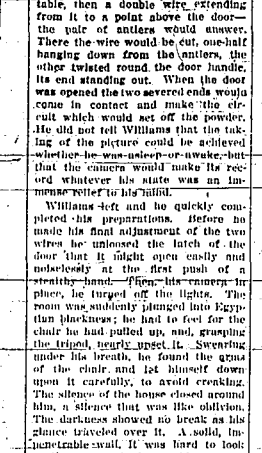 table, then a double wire extending
from it to a point above the door—
the pair of antlers would answer.
There the wire would be cut, one-half
hanging down from the antlers, the
other twisted round the door handle,
its end standing out. When the door
was opened the two severed ends would
come in contact and make the cir-
cuit which would set off the powder.
He did not tell Williams that the tak-
ing of the picture could be achieved
whether he was asleep or awake, but
that the camera would make its rec-
ord whatever his state was an im-
mense relief to his mind.
Williams left and he quickly com-
pleted his preparations. Before he
made his final adjustment of the two
wires he unloosed the latch of the
door that it might open easily and
noiselessly at the first push of a
stealthy hand. Then, his camera in
place, he turned off the lights. The
room was suddenly plunged into Egyp-
tian blackness; he had to feel for the
chair he had pulled up, and, grasping
the tripod, nearly upset it. Swearing
under his breath, he found the arms
of the chair and let himself down
upon it carefully, to avoid creaking.
The silence of the house closed around
him, a silence that was like oblivion.
The darkness showed no break as his
glance traveled over it. A solid, im-
penetrable wall. It was hard to look